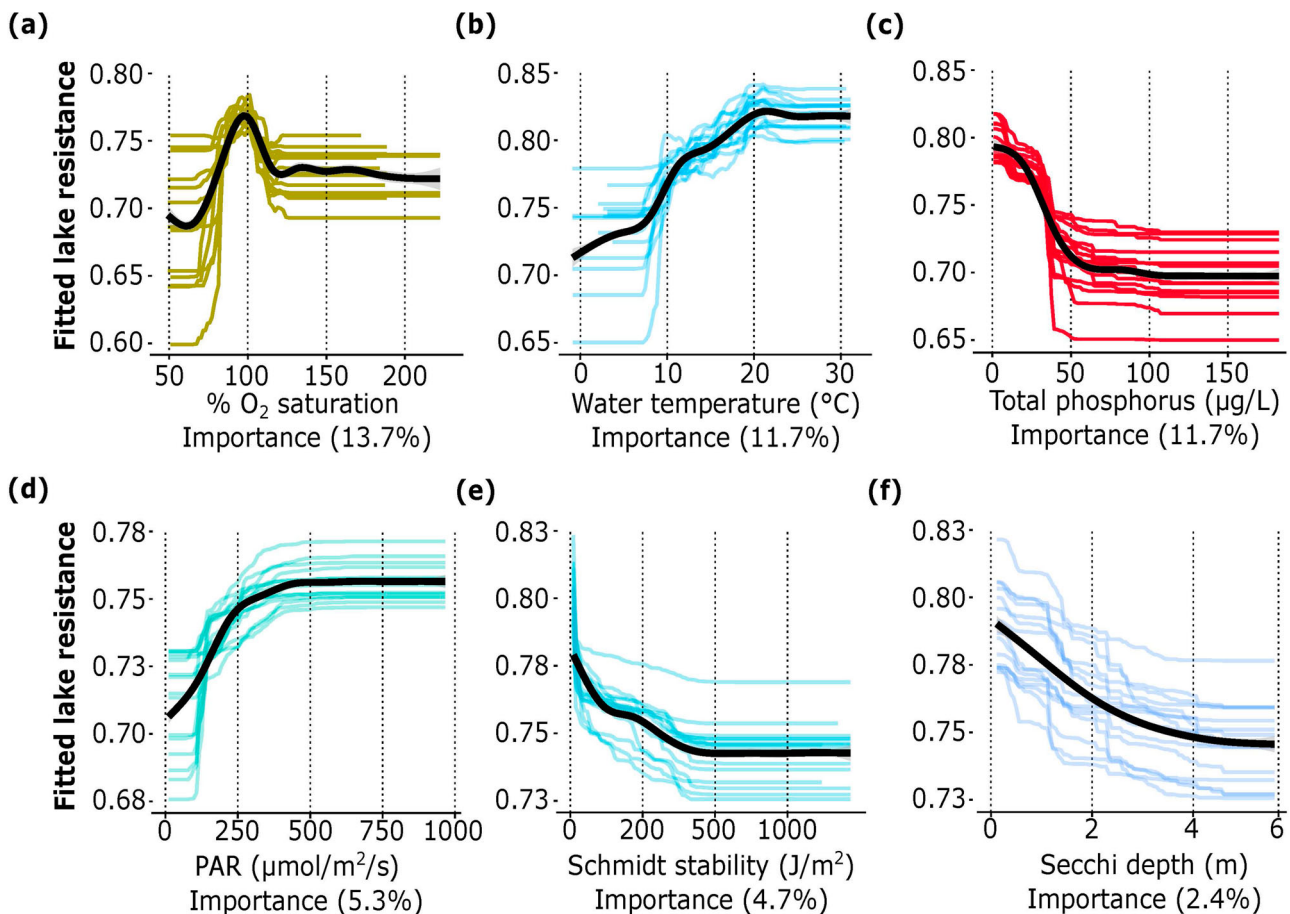 (a)
(b)
(c)
Fitted lake resistance
0.80
0.75
0.70
0.65
0.60
50
100
150
200
% O₂ saturation
Importance (13.7%)
0.85
0.80
0.75
0.70
0.65
0
10
20
30
Water temperature (°C)
Importance (11.7%)
0.85
0.80
0.75
0.70
0.65
0
50
100
150
Total phosphorus (µg/L)
Importance (11.7%)
(d)
(e)
(f)
Fitted lake resistance
0.78
0.75
0.73
0.70
0.68
0
250
500
750
1000
PAR (µmol/m²/s)
Importance (5.3%)
0.83
0.80
0.78
0.75
0.73
0
200
500
1000
Schmidt stability (J/m²)
Importance (4.7%)
0.83
0.80
0.78
0.75
0.73
0
2
4
6
Secchi depth (m)
Importance (2.4%)